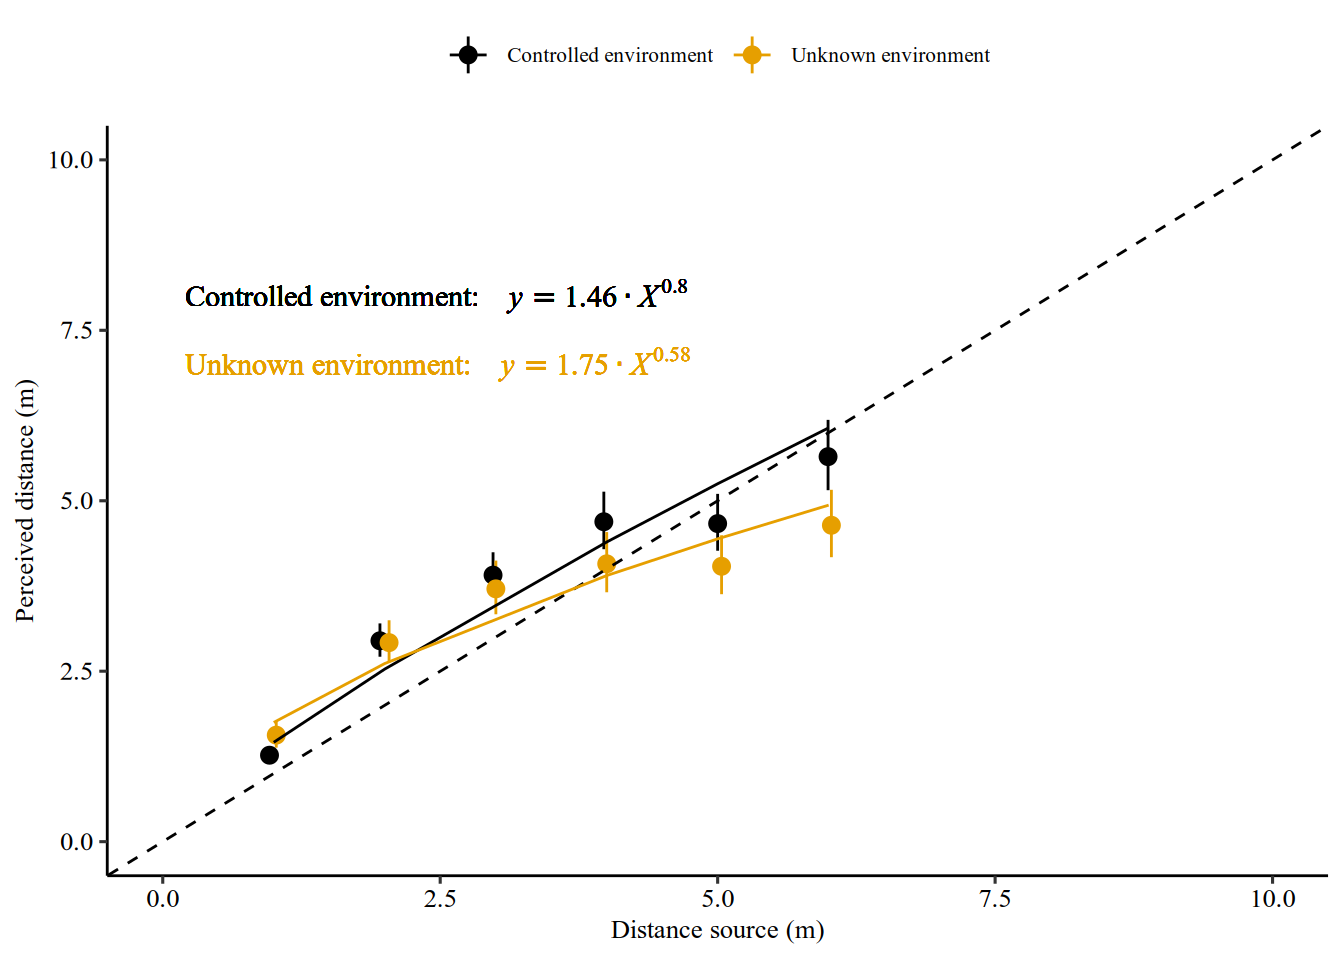 Controlled environment Unknown environment
10.0
7.5
5.0
2.5
0.0
Perceived distance (m)
Controlled environment: y = 1.46 · X^0.8
Unknown environment: y = 1.75 · X^0.58
0.0 2.5 5.0 7.5 10.0
Distance source (m)